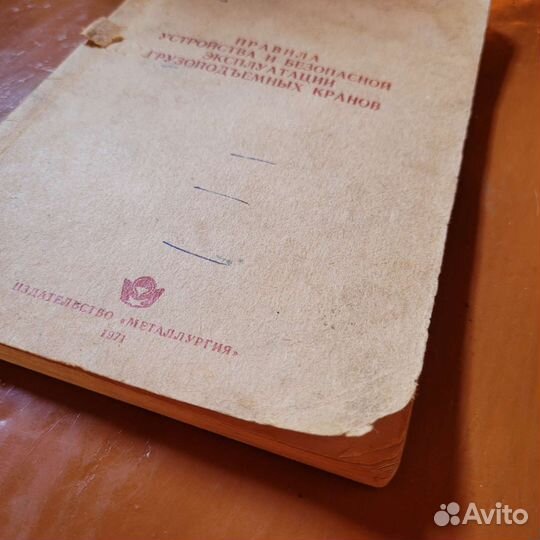 ПРАВИЛА
УСТРОЙСТВА И БЕЗОПАСНОЙ
ЭКСПЛУАТАЦИИ
ГРУЗОПОДЪЕМНЫХ КРАНОВ
ИЗДАТЕЛЬСТВО «МЕТАЛЛУРГИЯ»
1971
Avito